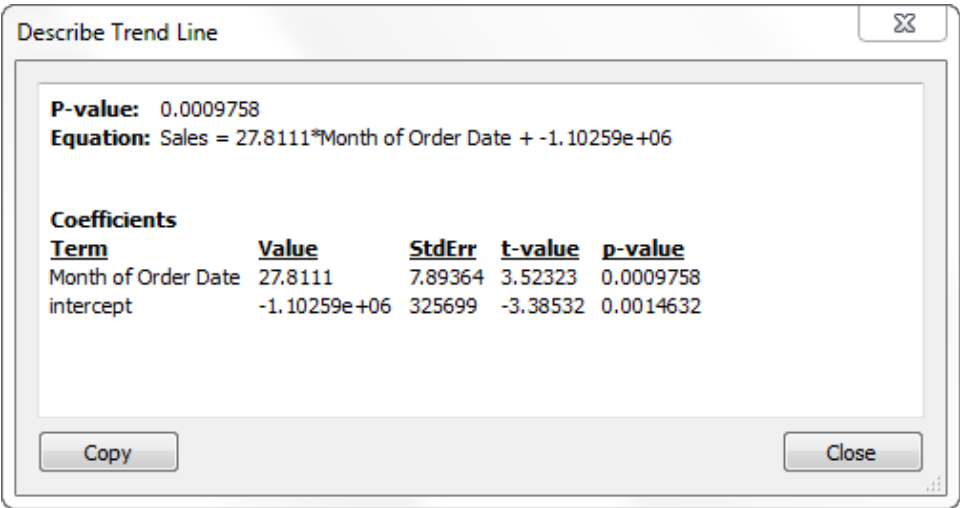 Describe Trend Line
P-value: 0.0009758
Equation: Sales = 27.8111*Month of Order Date + -1.10259e+06
Coefficients
Term Value StdErr t-value p-value
Month of Order Date 27.8111 7.89364 3.52323 0.0009758
intercept -1.10259e+06 325699 -3.38532 0.0014632
Copy Close